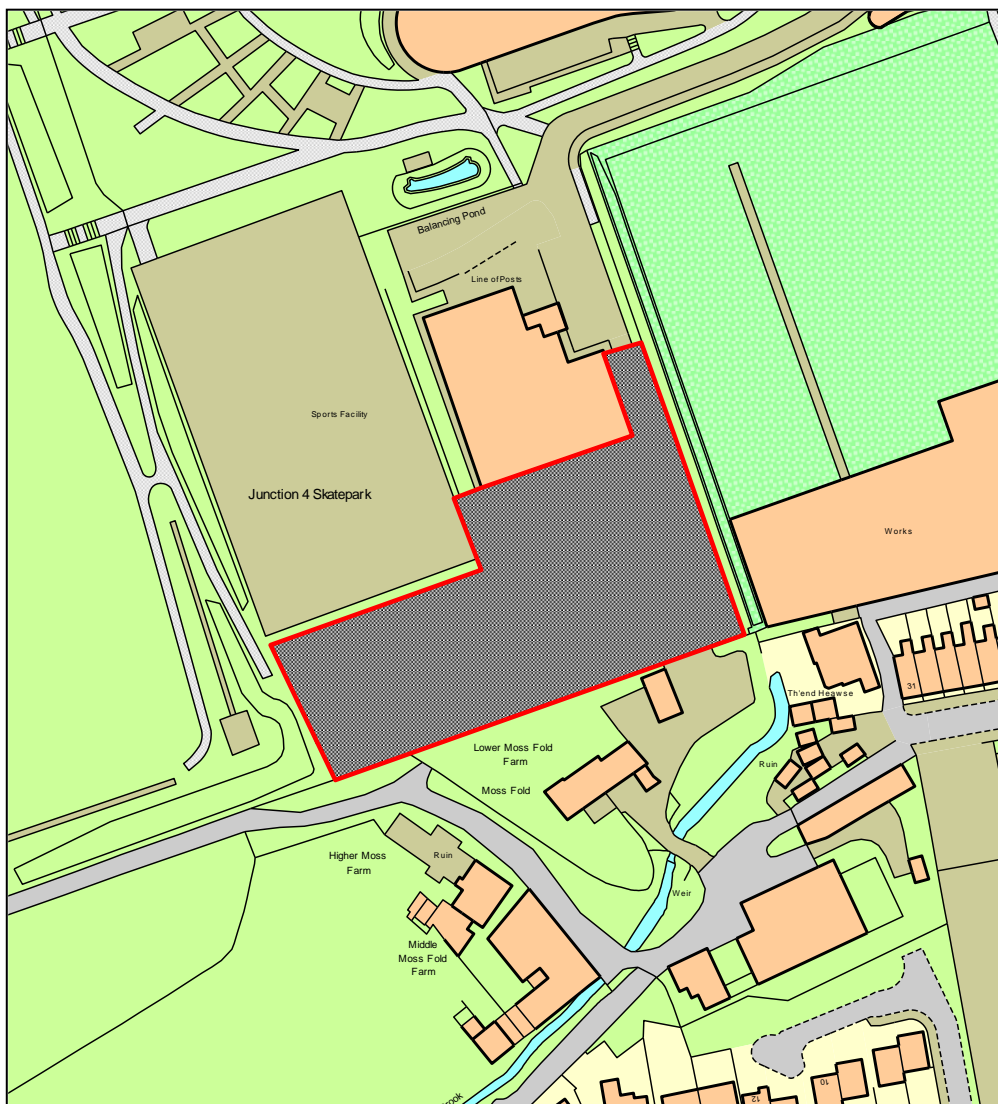 Balancing Pond
Line of Posts
Sports Facility
Junction 4 Skatepark
Works
31
Th'end Heawse
Lower Moss Fold
Farm
Moss Fold
Ruin
Higher Moss
Farm
Ruin
Weir
Middle
Moss Fold
Farm
10
12